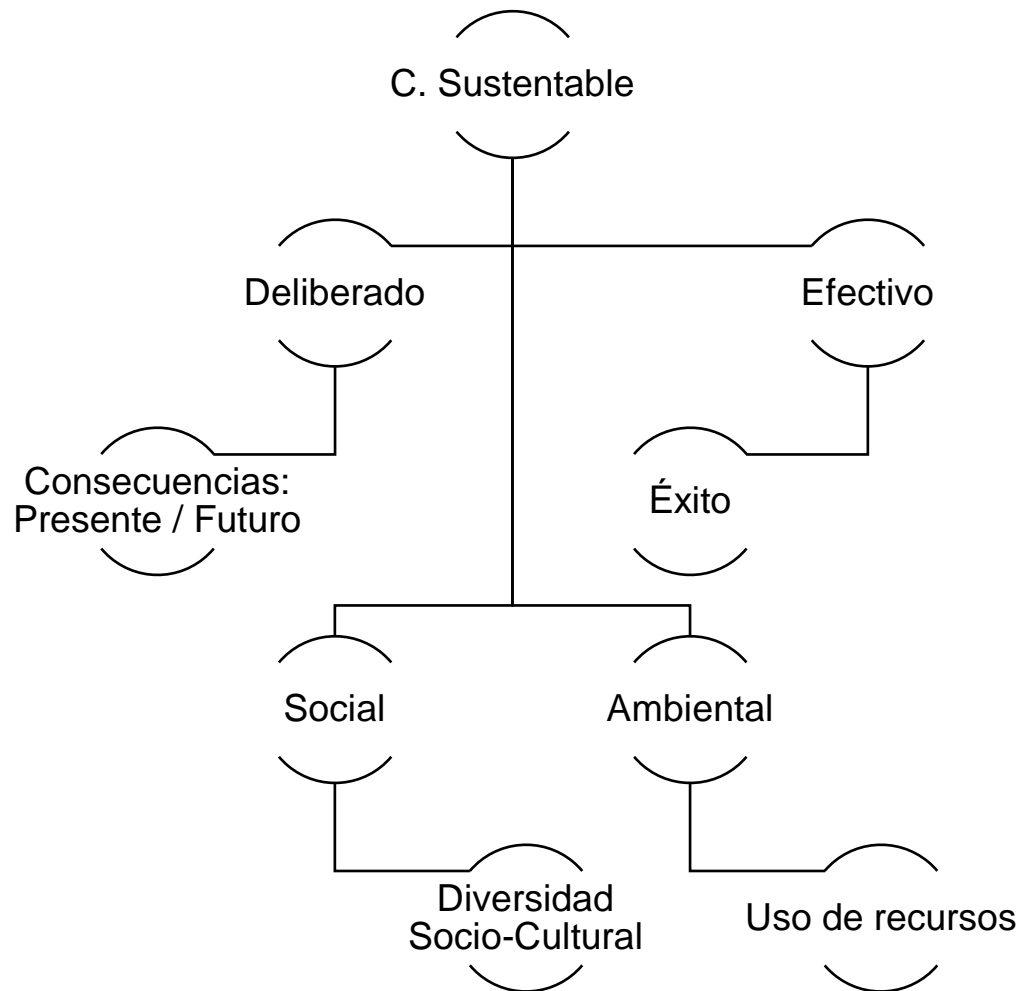 C. Sustentable
Deliberado
Efectivo
Consecuencias:
Presente / Futuro
Éxito
Social
Ambiental
Diversidad
Socio-Cultural
Uso de recursos